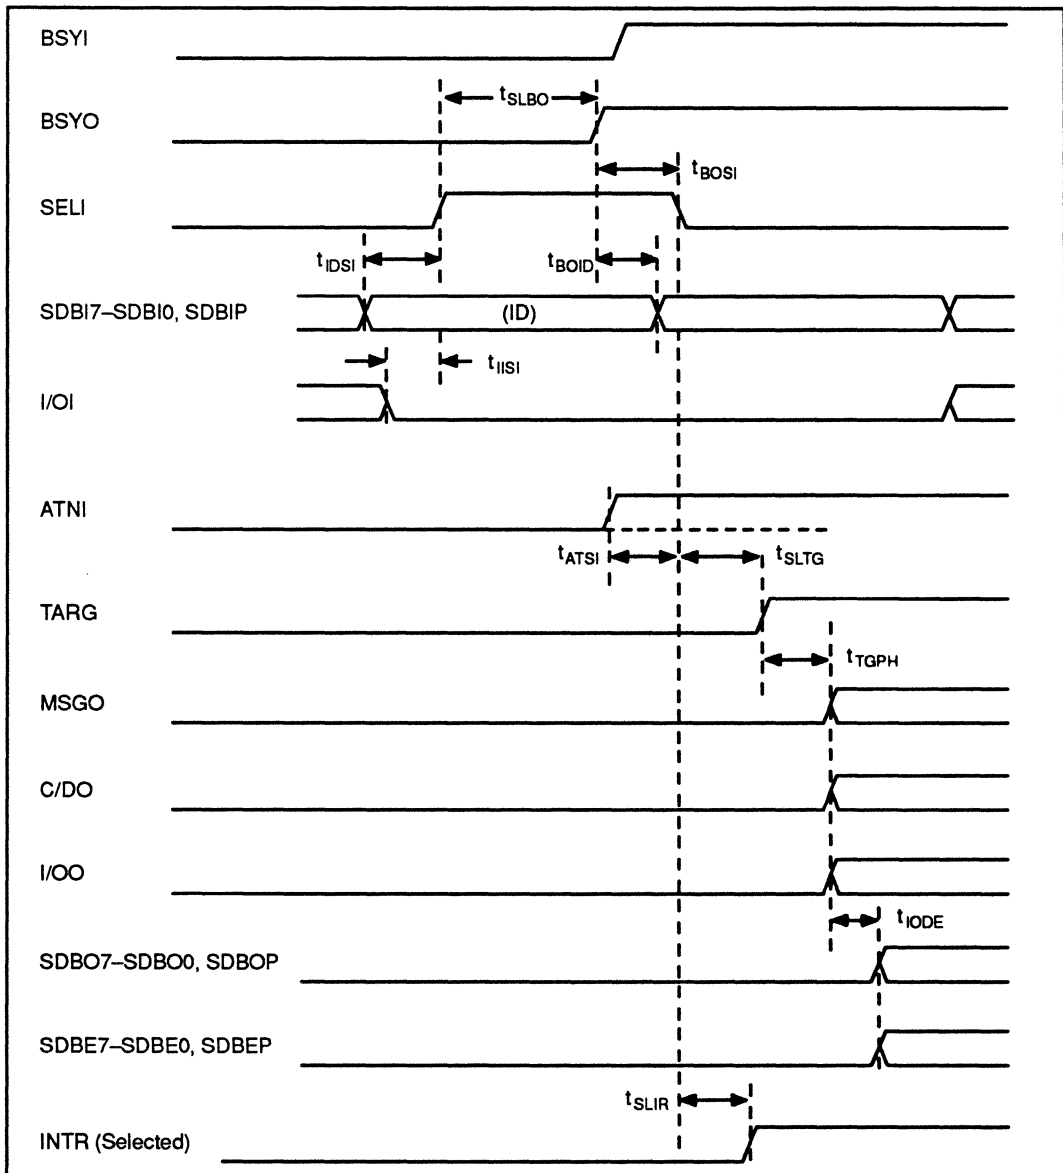 BSYI
tSLBO
BSYO
tBOSI
SELI
tIDSI
tBOID
SDBI7–SDBI0, SDBIP
(ID)
tIISI
I/OI
ATNI
tATSI
tSLTG
TARG
tTGPH
MSGO
C/DO
I/OO
tIODE
SDBO7–SDBO0, SDBOP
SDBE7–SDBE0, SDBEP
tSLIR
INTR (Selected)